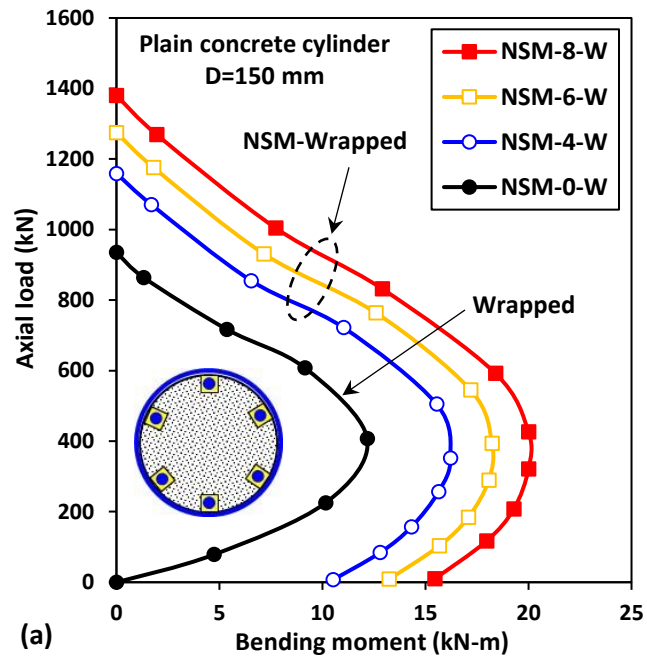 Plain concrete cylinder
D=150 mm
NSM-Wrapped
Wrapped
NSM-8-W
NSM-6-W
NSM-4-W
NSM-0-W
Axial load (kN)
1600
1400
1200
1000
800
600
400
200
0
0 5 10 15 20 25
Bending moment (kN-m)
(a)